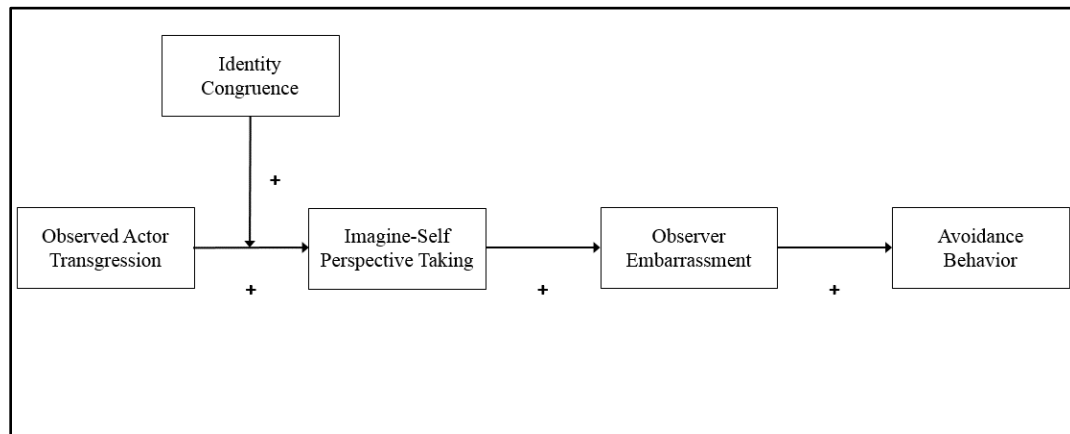 Identity
Congruence
+
Observed Actor
Transgression
Imagine-Self
Perspective Taking
Observer
Embarrassment
Avoidance
Behavior
+
+
+